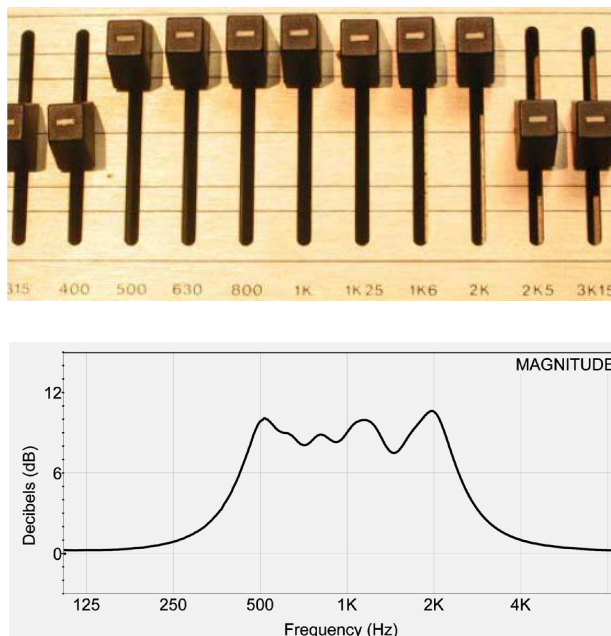 315 400 500 630 800 1K 1K25 1K6 2K 2K5 3K15
MAGNITUDE
12
6
0
Decibels (dB)
125 250 500 1K 2K 4K
Frequency (Hz)